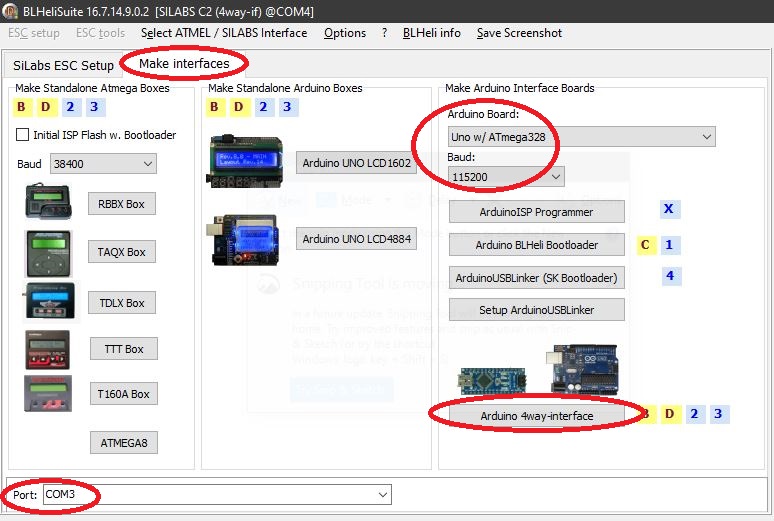 BLHeliSuite 16.7.14.9.0.2 [SILABS C2 (4way-if) @COM4]
ESC setup ESC tools Select ATMEL / SILABS Interface Options ? BLHeli info Save Screenshot
SiLabs ESC Setup Make interfaces
Make Standalone Atmega Boxes
B D 2 3
Initial ISP Flash w. Bootloader
Baud 38400
RBBX Box
TAQX Box
TDLX Box
TTT Box
T160A Box
ATMEGA8
Make Standalone Arduino Boxes
B D 2 3
Arduino UNO LCD1602
Arduino UNO LCD4884
Make Arduino Interface Boards
Arduino Board:
Uno w/ ATmega328
Baud:
115200
ArduinoISP Programmer X
Arduino BLHeli Bootloader C 1
ArduinoUSBLinker (SK Bootloader) 4
Setup ArduinoUSBLinker
Arduino 4way-interface B D 2 3
Snipping Tool is moving
Port: COM3